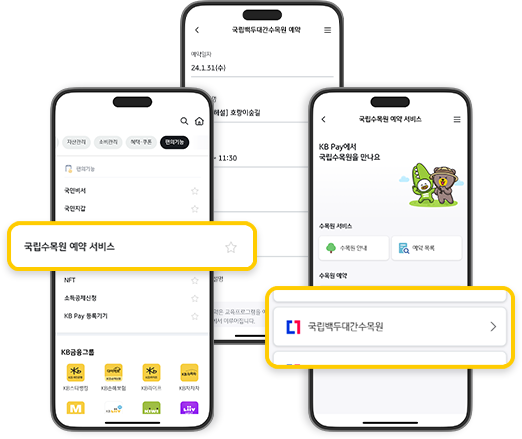 국립백두대간수목원 예약
예약일자
24.1.31(수)
해설] 호랑이숲길
- 11:30
자산관리
소비관리
혜택·쿠폰
편의기능
편의기능
국민비서
국민지갑
국립수목원 예약 서비스
NFT
소득공제신청
KB Pay 등록기기
KB금융그룹
KB스타뱅킹
KB손해보험
KB라이프
KB차차차
국립수목원 예약 서비스
KB Pay에서
국립수목원을 만나요
수목원 서비스
수목원 안내
예약 목록
수목원 예약
국립백두대간수목원